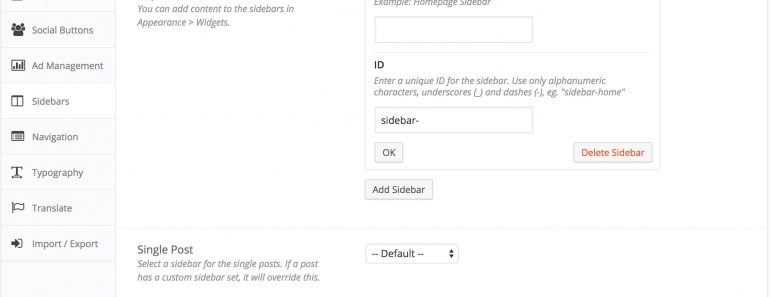 You can add content to the sidebars in
Appearance > Widgets.
Example: Homepage Sidebar
Social Buttons
Ad Management
Sidebars
Navigation
Typography
Translate
Import / Export
ID
Enter a unique ID for the sidebar. Use only alphanumeric
characters, underscores (_) and dashes (-), eg. "sidebar-home"
sidebar-
OK
Delete Sidebar
Add Sidebar
Single Post
Select a sidebar for the single posts. If a post
has a custom sidebar set, it will override this.
-- Default --